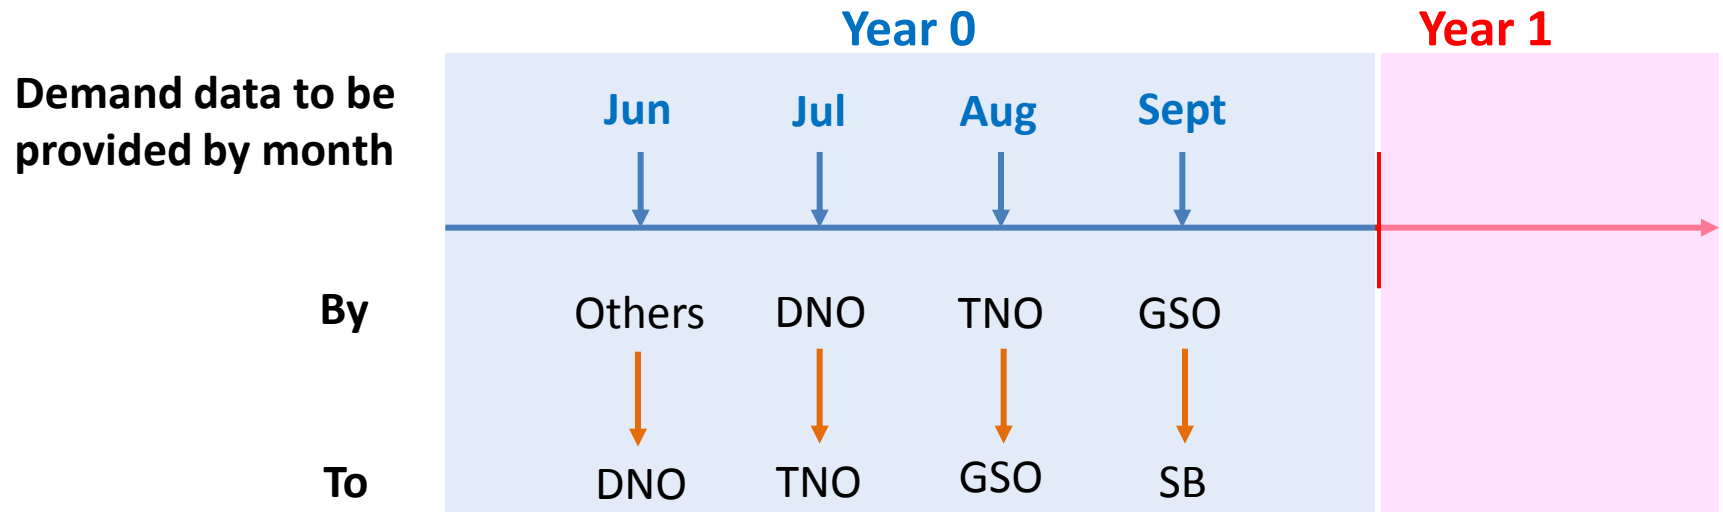 Year 0
Year 1
Demand data to be
provided by month
Jun
Jul
Aug
Sept
By
Others
DNO
TNO
GSO
To
DNO
TNO
GSO
SB